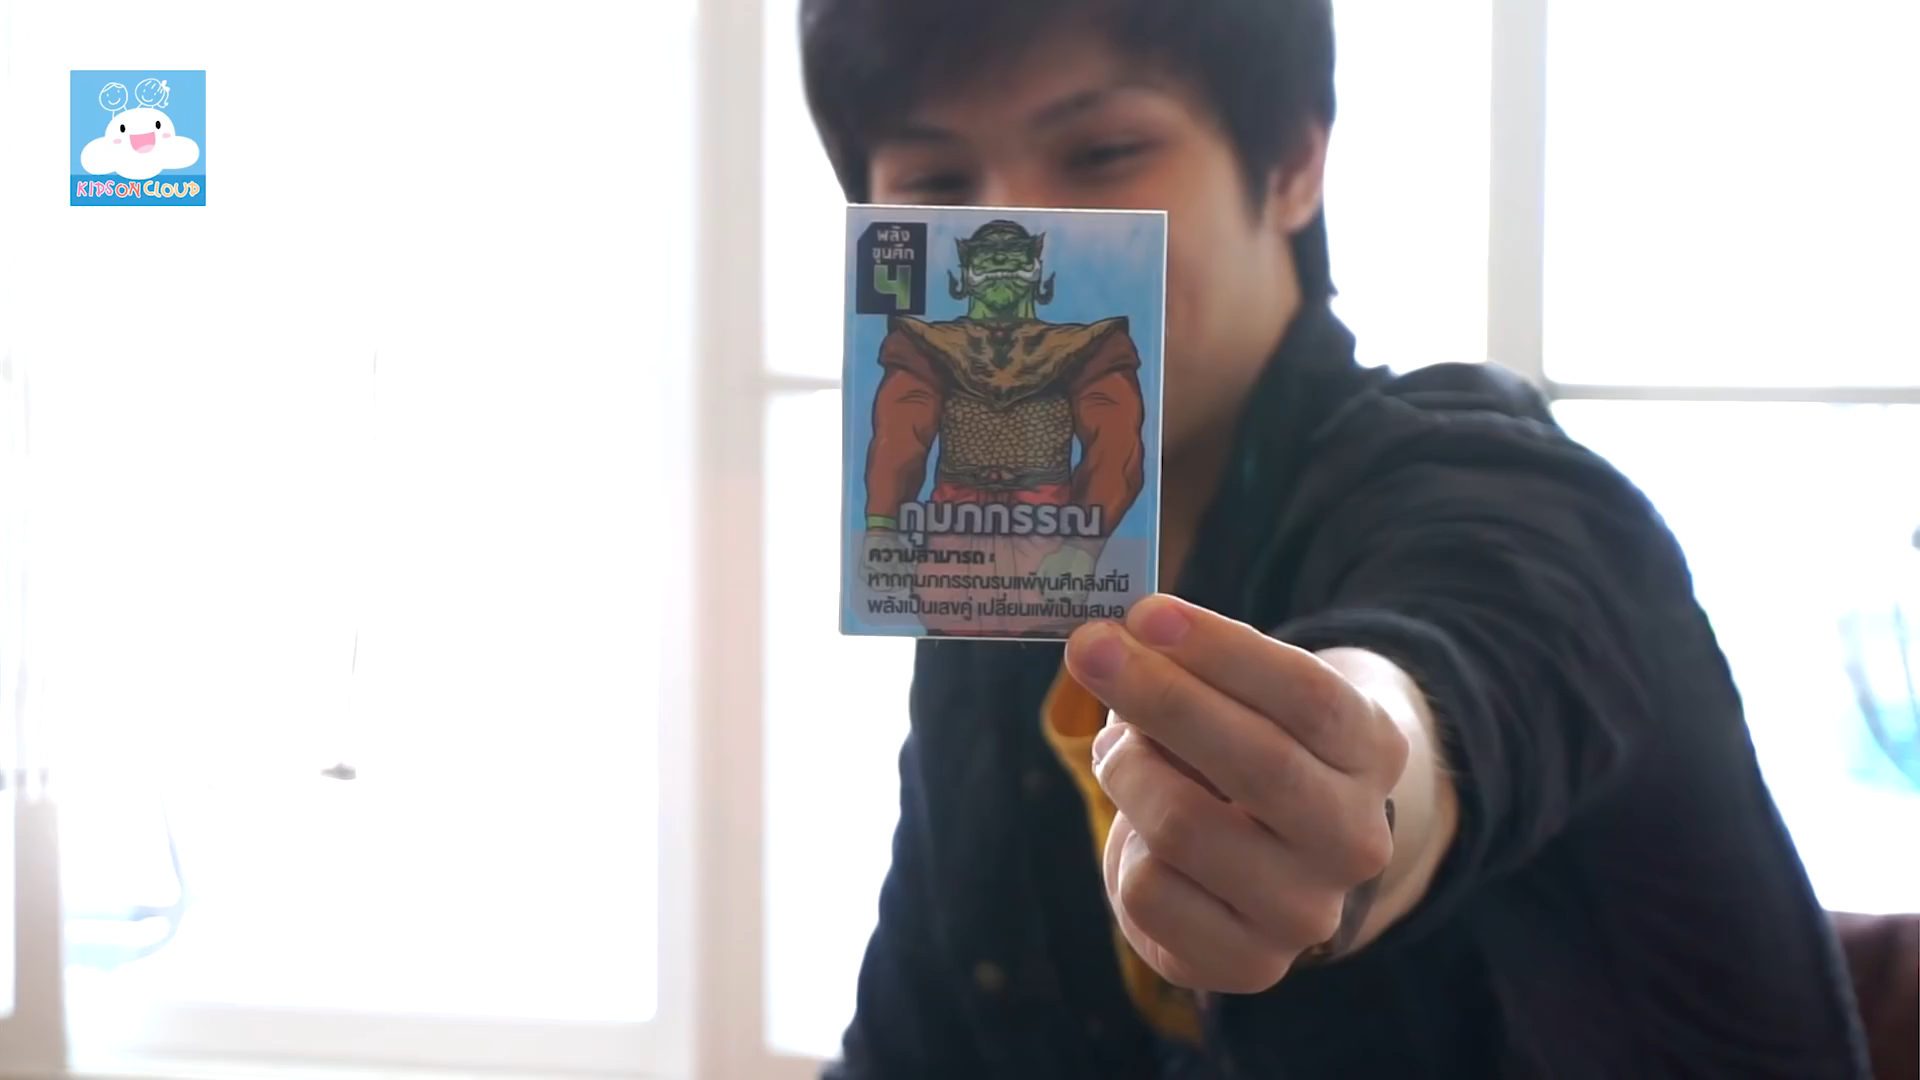 KIDS ON CLOUD
พลัง
ขุนศึก
4
กุมภกรรณ
ความสามารถ :
หากกุมภกรรณรบแพ้ขุนศึกลิงที่มี
พลังเป็นเลขคู่ เปลี่ยนแพ้เป็นเสมอ